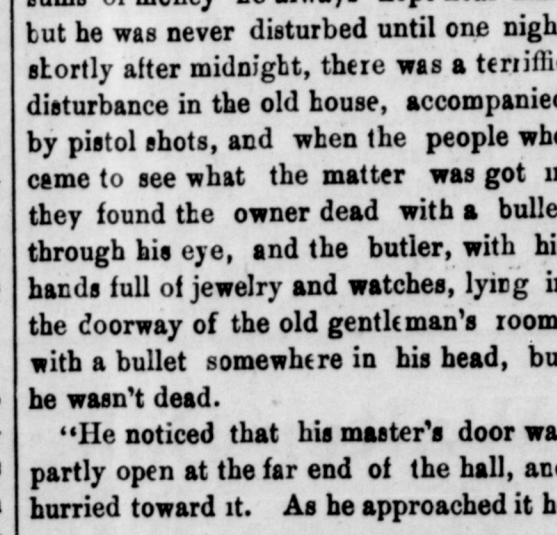 but he was never disturbed until one nigh
shortly after midnight, there was a terriffi
disturbance in the old house, accompanie
by pistol shots, and when the people wh
came to see what the matter was got i
they found the owner dead with a bulle
through his eye, and the butler, with hi
hands full of jewelry and watches, lying i
the doorway of the old gentleman's room
with a bullet somewhere in his head, bu
he wasn't dead.
"He noticed that his master's door wa
partly open at the far end of the hall, an
hurried toward it. As he approached it h